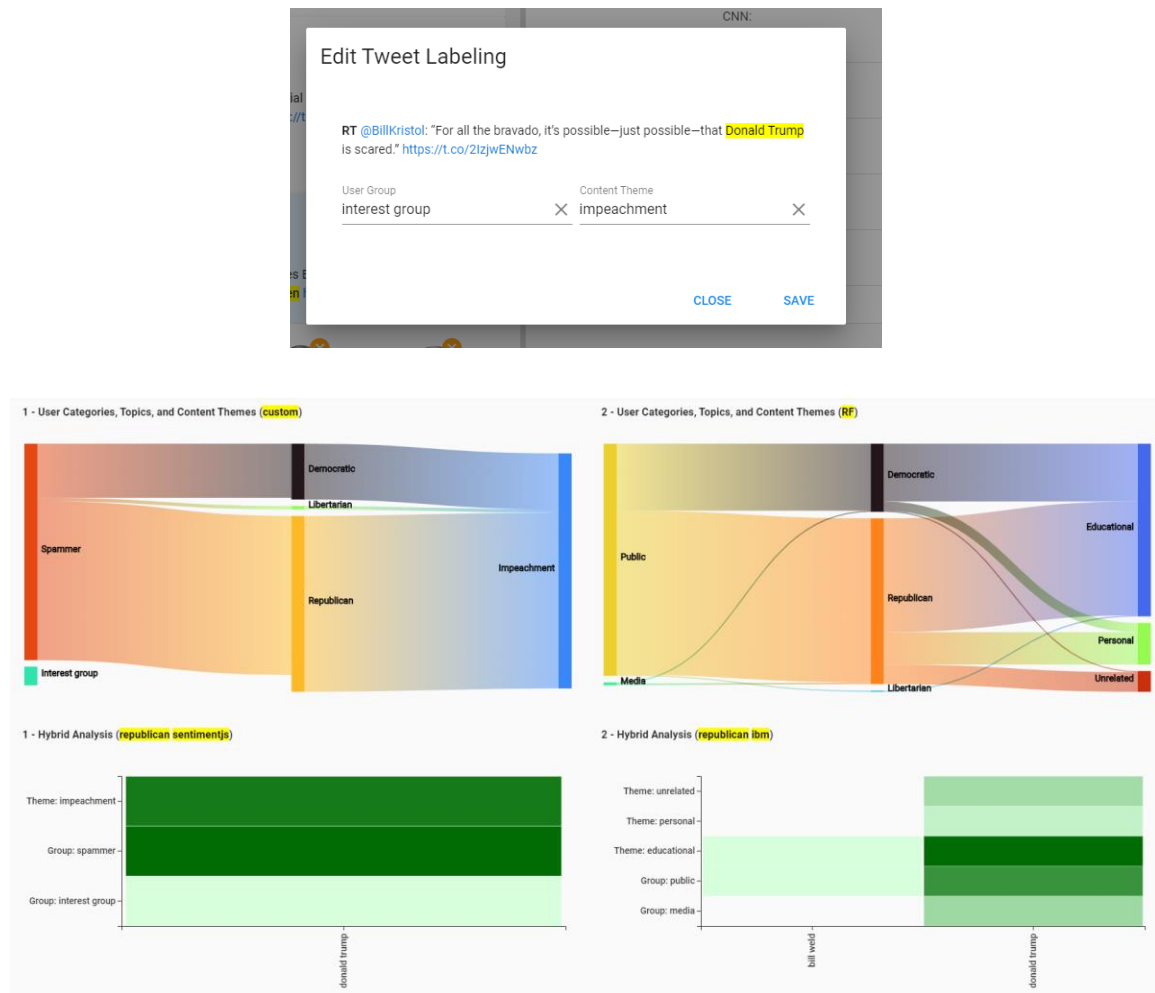 CNN:
Edit Tweet Labeling
ial
://t
RT @BillKristol: “For all the bravado, it’s possible—just possible—that Donald Trump
is scared.” https://t.co/2IzjwENwbz
User Group
Content Theme
interest group
impeachment
es E
en
CLOSE
SAVE
1 - User Categories, Topics, and Content Themes (custom)
Democratic
Libertarian
Spammer
Impeachment
Republican
Interest group
2 - User Categories, Topics, and Content Themes (RF)
Democratic
Educational
Public
Republican
Personal
Media
Unrelated
Libertarian
1 - Hybrid Analysis (republican sentimentjs)
Theme: impeachment
Group: spammer
Group: interest group
donald trump
2 - Hybrid Analysis (republican ibm)
Theme: unrelated
Theme: personal
Theme: educational
Group: public
Group: media
bill weld
donald trump